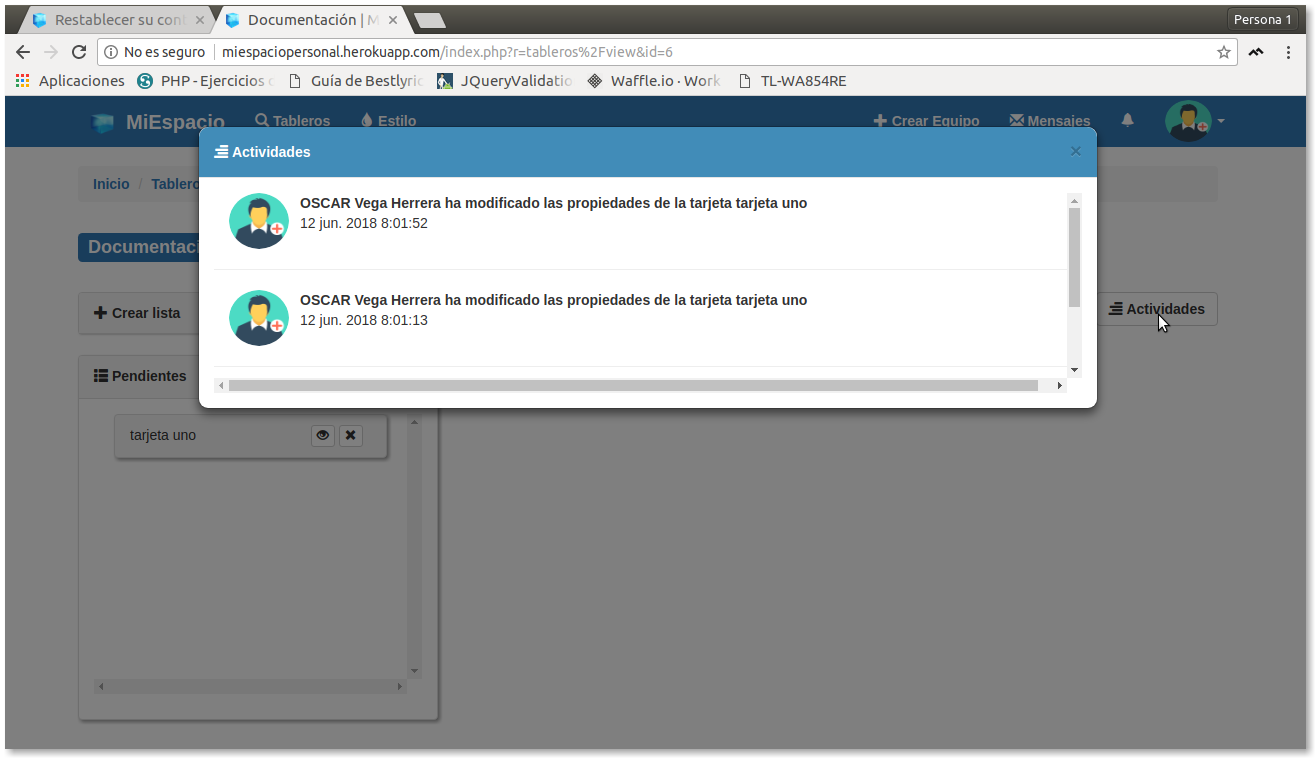 Restablecer su con
Documentación | M
Persona 1
No es seguro
miespaciopersonal.herokuapp.com/index.php?r=tableros%2Fview&id=6
Aplicaciones
PHP - Ejercicios
Guía de Bestlyric
JQueryValidatio
Waffle.io · Work
TL-WA854RE
MiEspacio
Tableros
Estilo
Crear Equipo
Mensajes
Actividades
×
Inicio / Tablero
OSCAR Vega Herrera ha modificado las propiedades de la tarjeta tarjeta uno
12 jun. 2018 8:01:52
Documentaci
OSCAR Vega Herrera ha modificado las propiedades de la tarjeta tarjeta uno
12 jun. 2018 8:01:13
Crear lista
Actividades
Pendientes
tarjeta uno